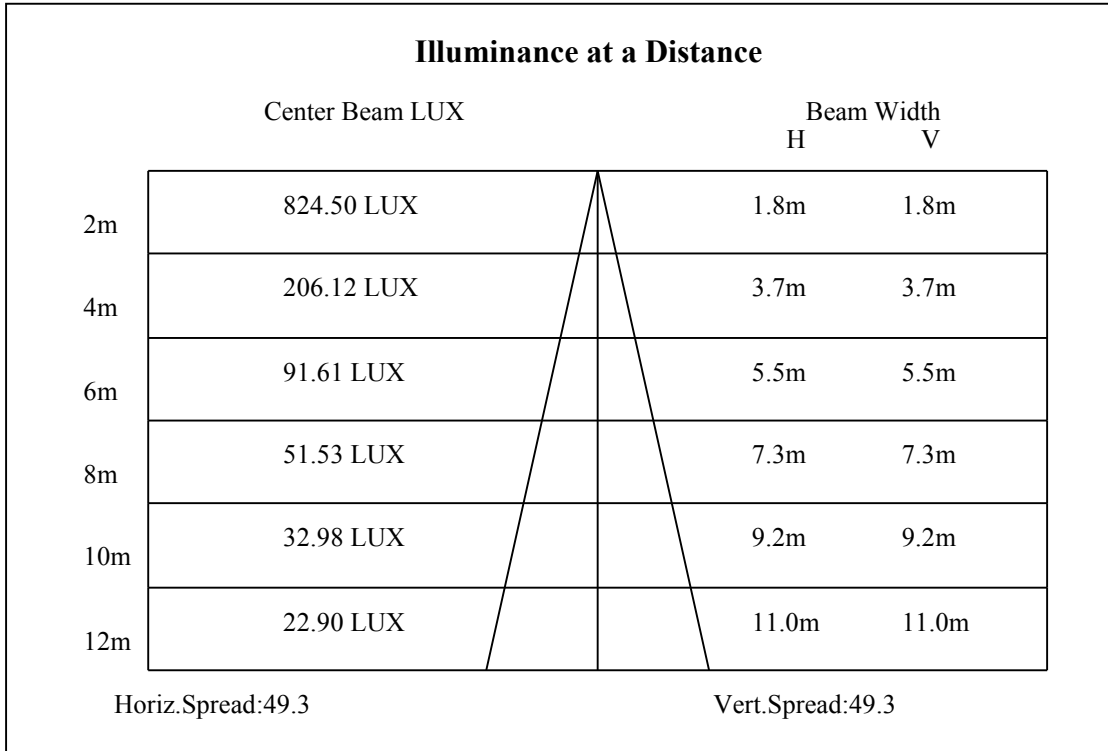 Illuminance at a Distance
Center Beam LUX Beam Width
H V
2m 824.50 LUX 1.8m 1.8m
4m 206.12 LUX 3.7m 3.7m
6m 91.61 LUX 5.5m 5.5m
8m 51.53 LUX 7.3m 7.3m
10m 32.98 LUX 9.2m 9.2m
12m 22.90 LUX 11.0m 11.0m
Horiz.Spread:49.3 Vert.Spread:49.3